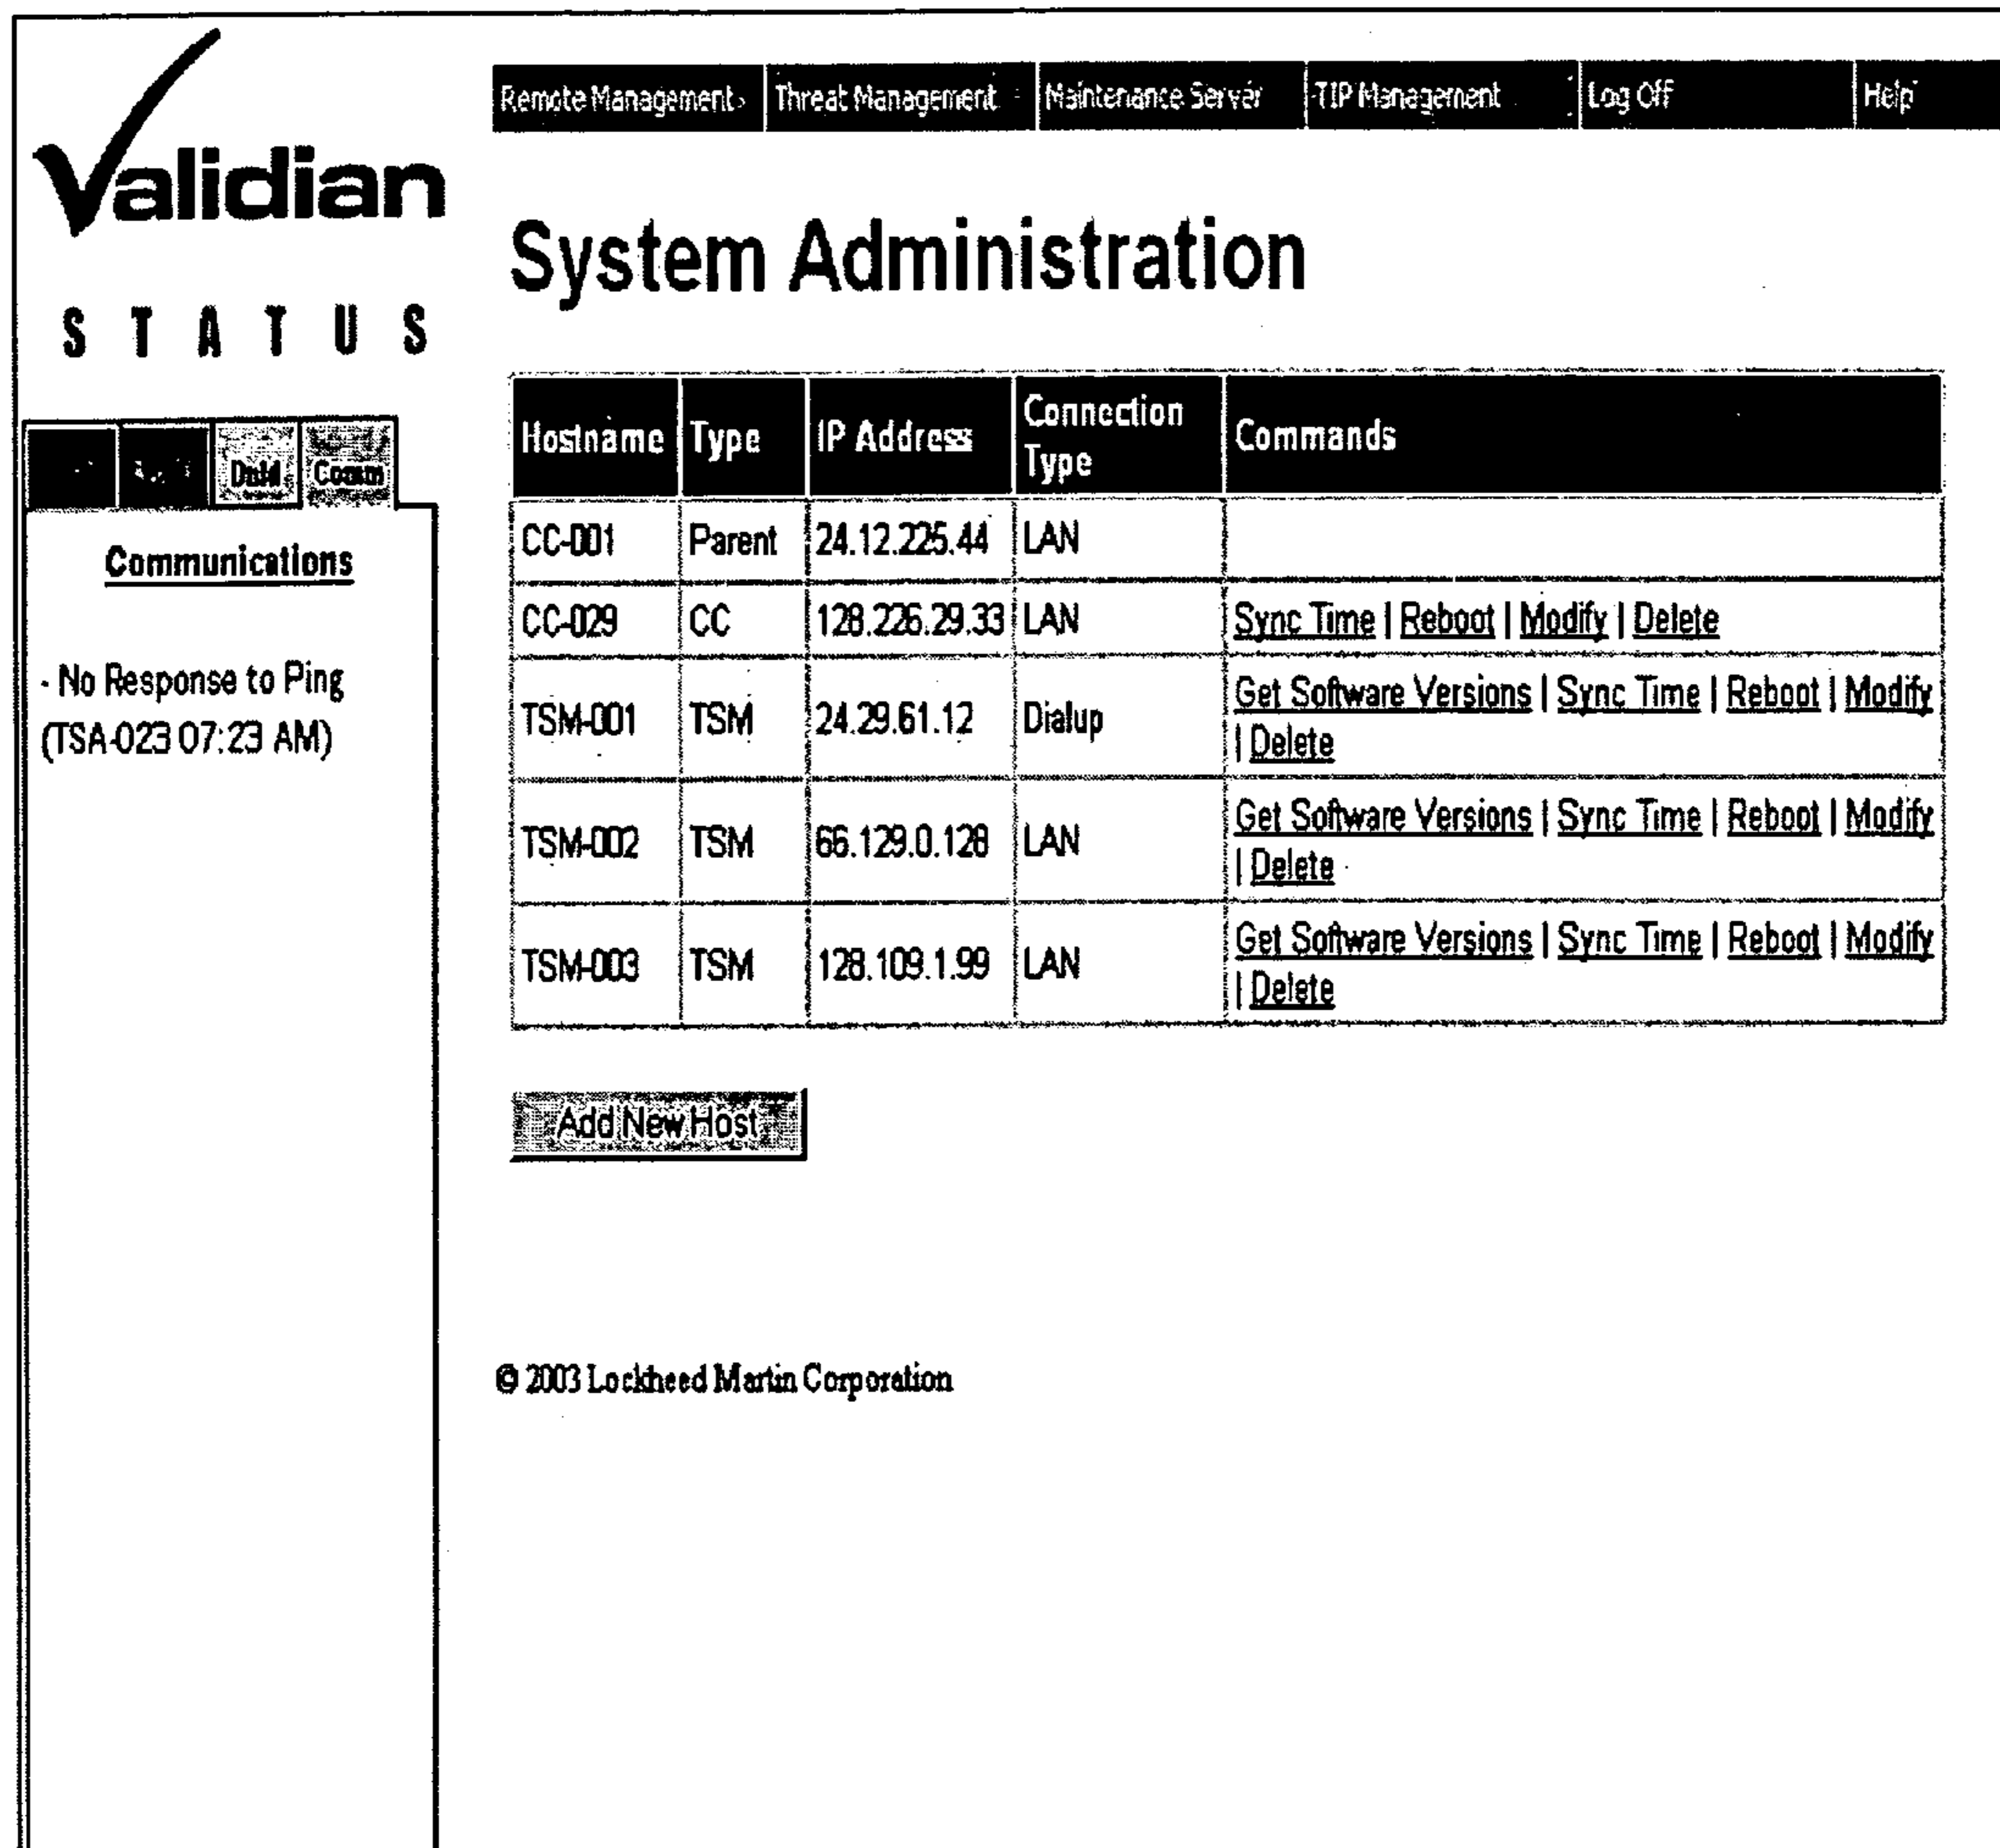 Validian
Remote Management
Threat Management
Maintenance Server
TIP Management
Log Off
Help
System Administration
STATUS
Comm
Communications
- No Response to Ping
(TSA-023 07:23 AM)
Hostname Type IP Address Connection Type Commands
CC-001 Parent 24.12.225.44 LAN
CC-029 CC 128.226.29.33 LAN Sync Time | Reboot | Modify | Delete
TSM-001 TSM 24.29.61.12 Dialup Get Software Versions | Sync Time | Reboot | Modify
| Delete
TSM-002 TSM 66.129.0.128 LAN Get Software Versions | Sync Time | Reboot | Modify
| Delete
TSM-003 TSM 128.109.1.99 LAN Get Software Versions | Sync Time | Reboot | Modify
| Delete
Add New Host
© 2003 Lockheed Martin Corporation